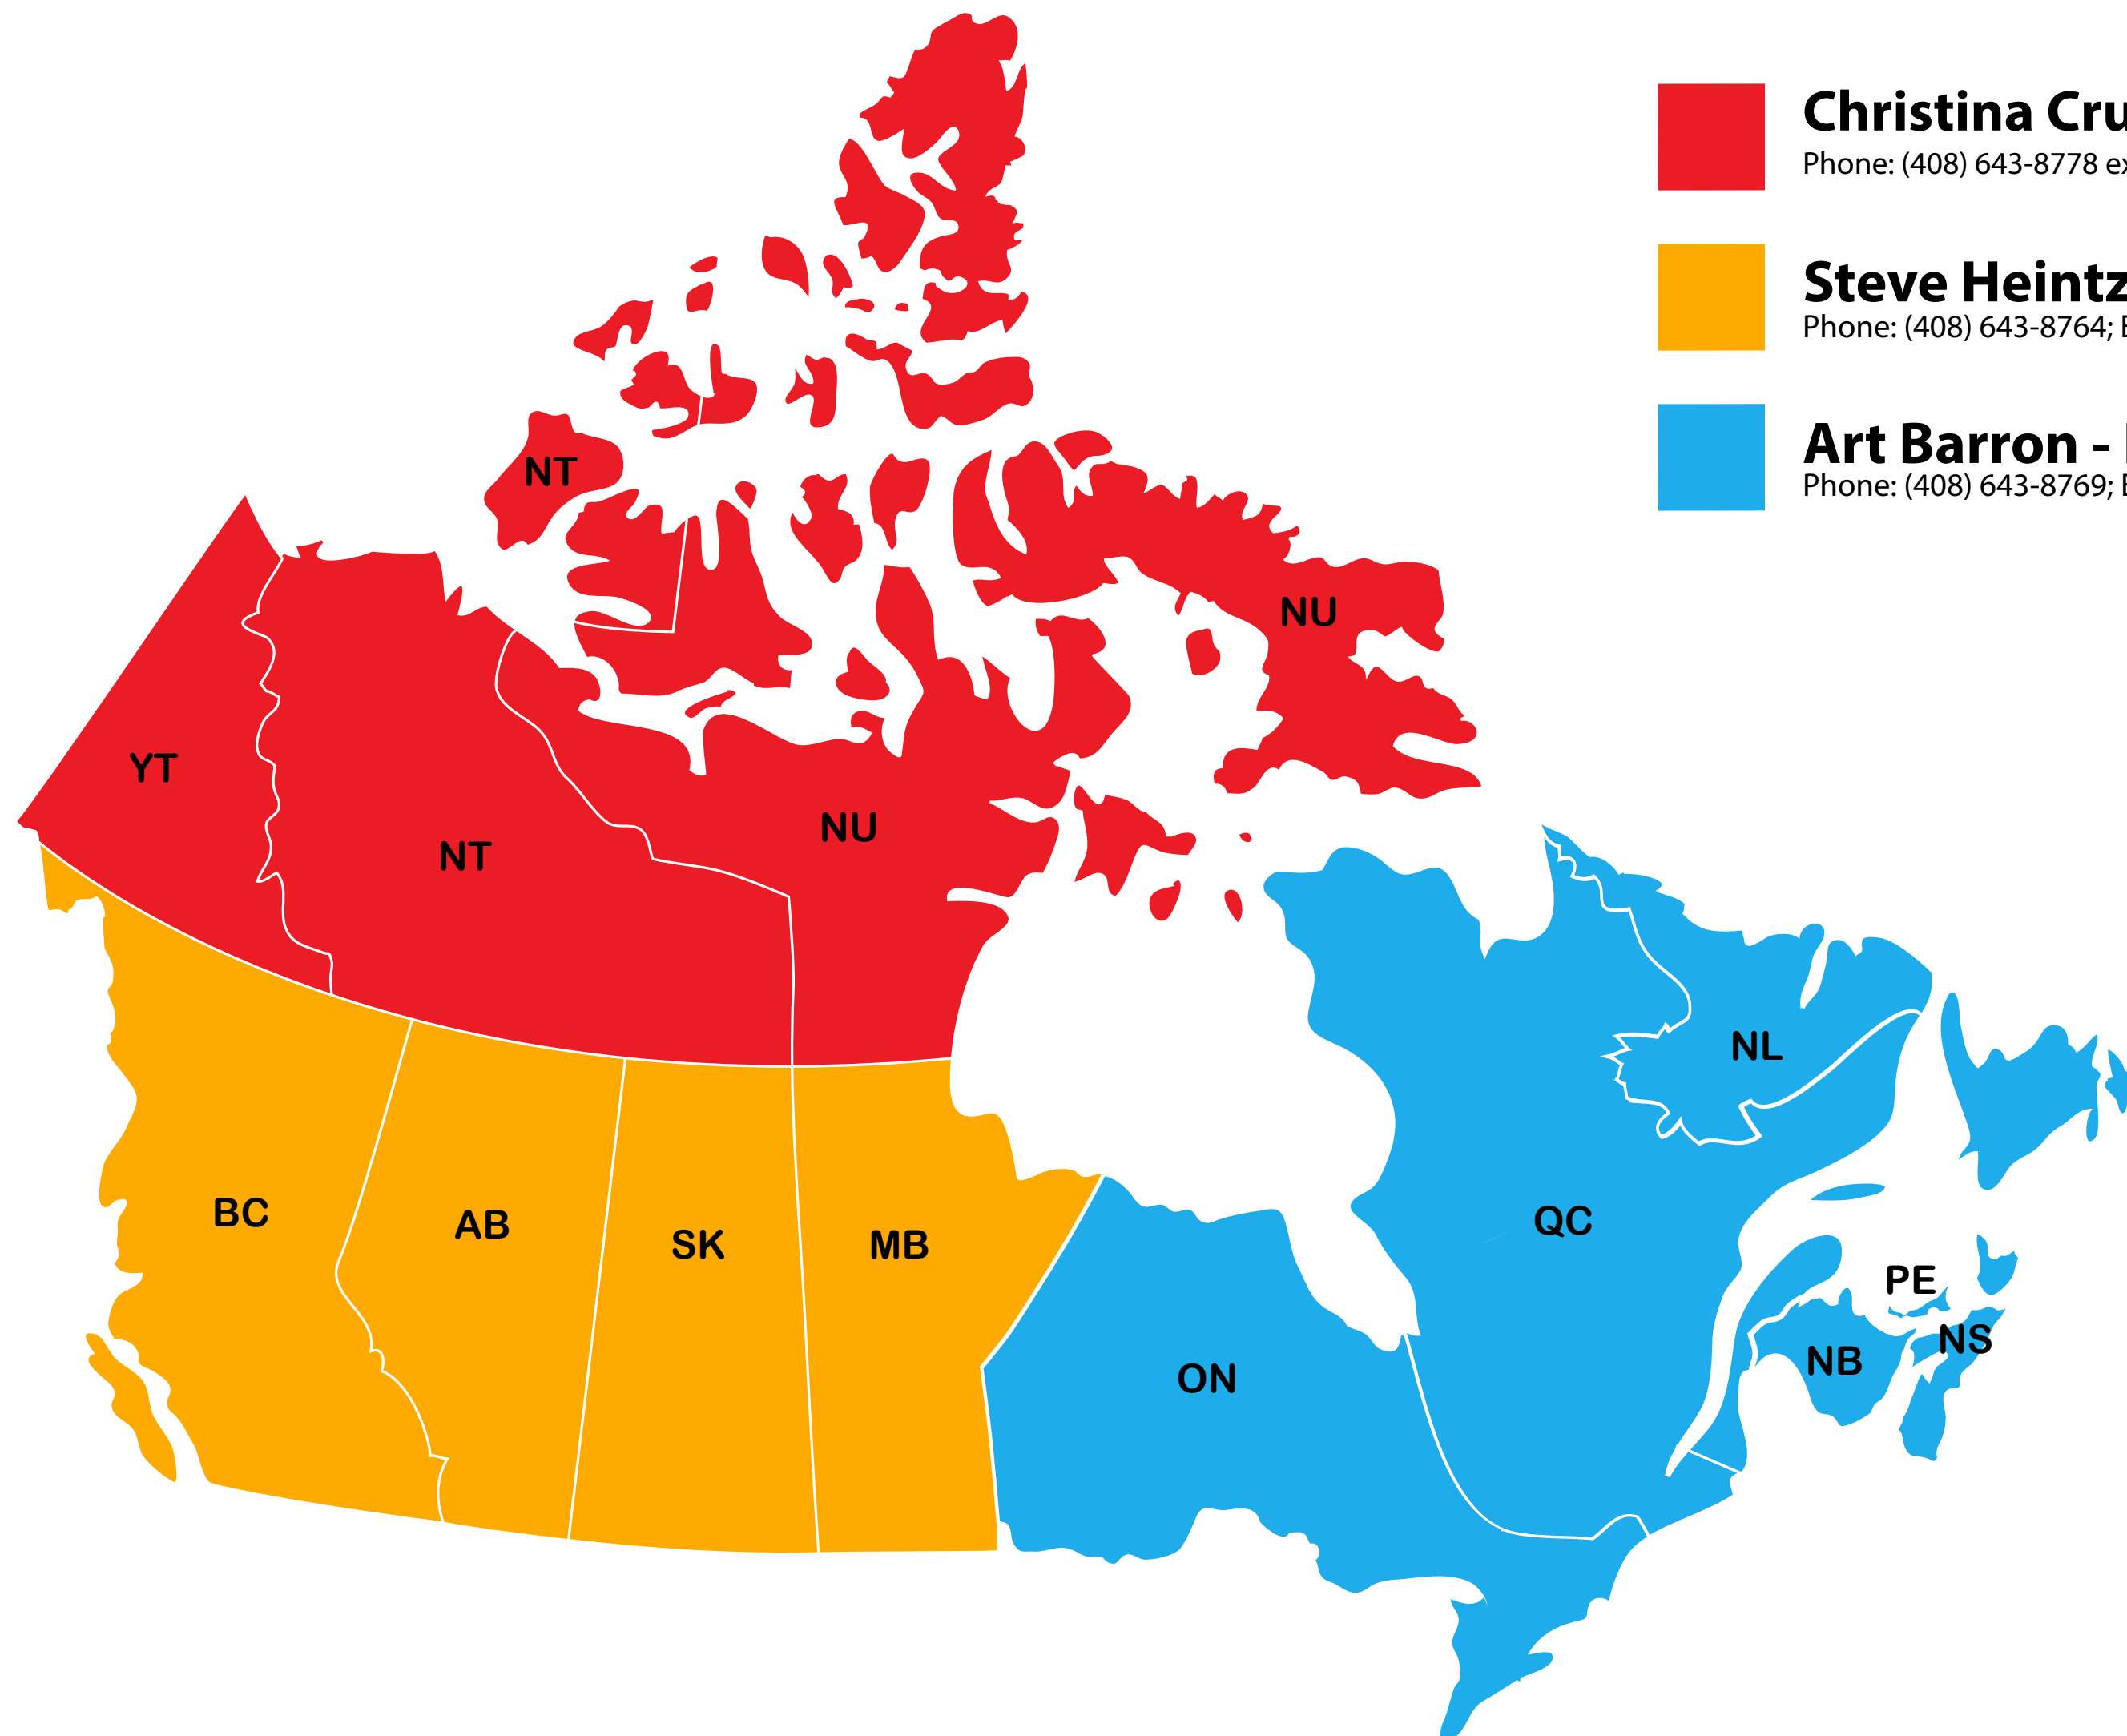 Christina Cru
Phone: (408) 643-8778 ex
Steve Heintz
Phone: (408) 643-8764; E
Art Barron -
Phone: (408) 643-8769; E
NT
NU
YT
NU
NT
NL
BC
AB
SK
MB
QC
PE
NS
NB
ON